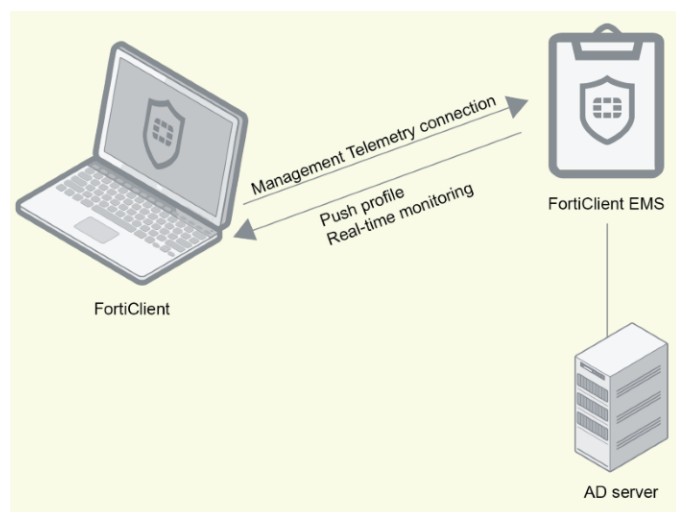 Management Telemetry connection
Push profile
Real-time monitoring
FortiClient EMS
FortiClient
AD server